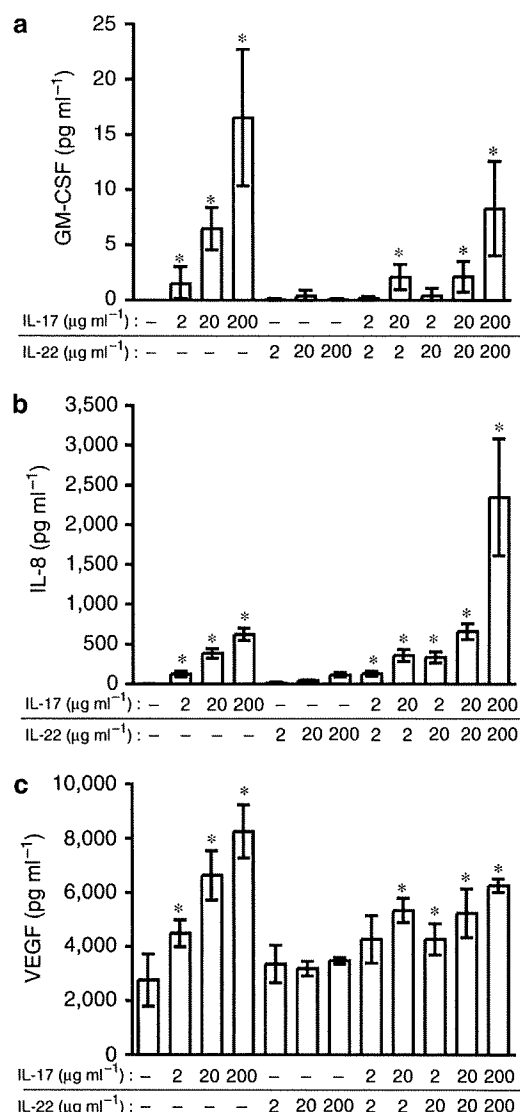 a
GM-CSF (pg ml⁻¹)
25
20
15
10
5
0
* * * * * *
IL-17 (μg ml⁻¹) : – 2 20 200 – – – 2 20 2 20 200
IL-22 (μg ml⁻¹) : – – – – 2 20 200 2 2 20 20 200
b
IL-8 (pg ml⁻¹)
3,500
3,000
2,500
2,000
1,500
1,000
500
0
* * * * * * * *
IL-17 (μg ml⁻¹) : – 2 20 200 – – – 2 20 2 20 200
IL-22 (μg ml⁻¹) : – – – – 2 20 200 2 2 20 20 200
c
VEGF (pg ml⁻¹)
10,000
8,000
6,000
4,000
2,000
0
* * * * * * *
IL-17 (μg ml⁻¹) : – 2 20 200 – – – 2 20 2 20 200
IL-22 (μg ml⁻¹) : – – – – 2 20 200 2 2 20 20 200